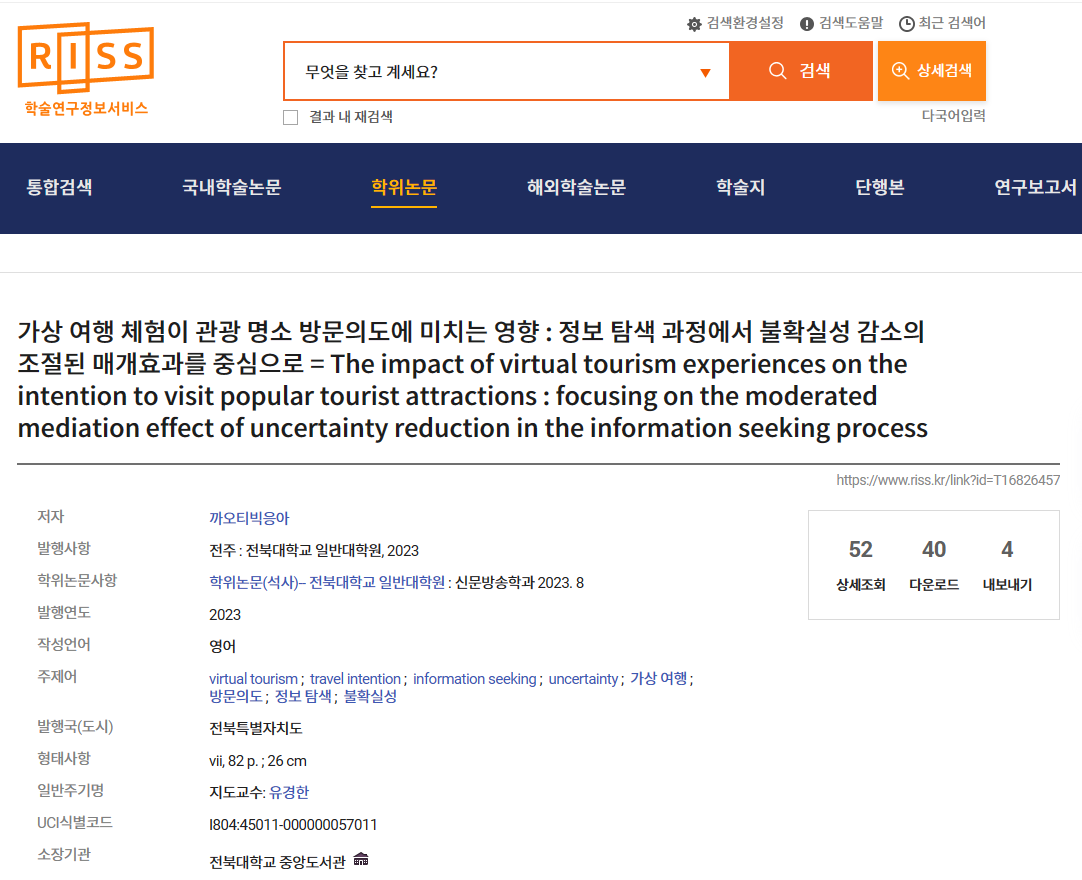 RISS
학술연구정보서비스
검색환경설정 검색도움말 최근 검색어
무엇을 찾고 계세요? 검색 상세검색
결과 내 재검색 다국어입력
통합검색 국내학술논문 학위논문 해외학술논문 학술지 단행본 연구보고서
가상 여행 체험이 관광 명소 방문의도에 미치는 영향 : 정보 탐색 과정에서 불확실성 감소의
조절된 매개효과를 중심으로 = The impact of virtual tourism experiences on the
intention to visit popular tourist attractions : focusing on the moderated
mediation effect of uncertainty reduction in the information seeking process
https://www.riss.kr/link?id=T16826457
저자 까오티빅응아
발행사항 전주 : 전북대학교 일반대학원, 2023
학위논문사항 학위논문(석사)-- 전북대학교 일반대학원 : 신문방송학과 2023. 8
발행연도 2023
작성언어 영어
주제어 virtual tourism ; travel intention ; information seeking ; uncertainty ; 가상 여행 ;
방문의도 ; 정보 탐색 ; 불확실성
발행국(도시) 전북특별자치도
형태사항 vii, 82 p. ; 26 cm
일반주기명 지도교수: 유경한
UCI식별코드 I804:45011-000000057011
소장기관 전북대학교 중앙도서관
52 40 4
상세조회 다운로드 내보내기